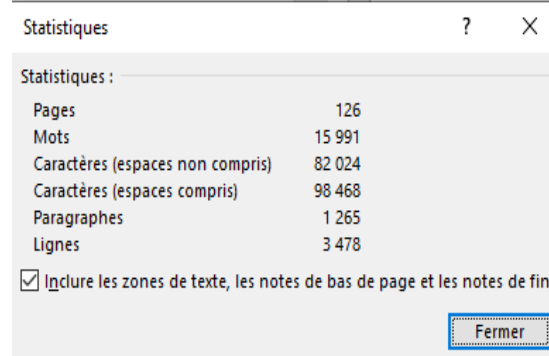 Statistiques ? X
Statistiques :
Pages 126
Mots 15 991
Caractères (espaces non compris) 82 024
Caractères (espaces compris) 98 468
Paragraphes 1 265
Lignes 3 478
Inclure les zones de texte, les notes de bas de page et les notes de fin
Fermer